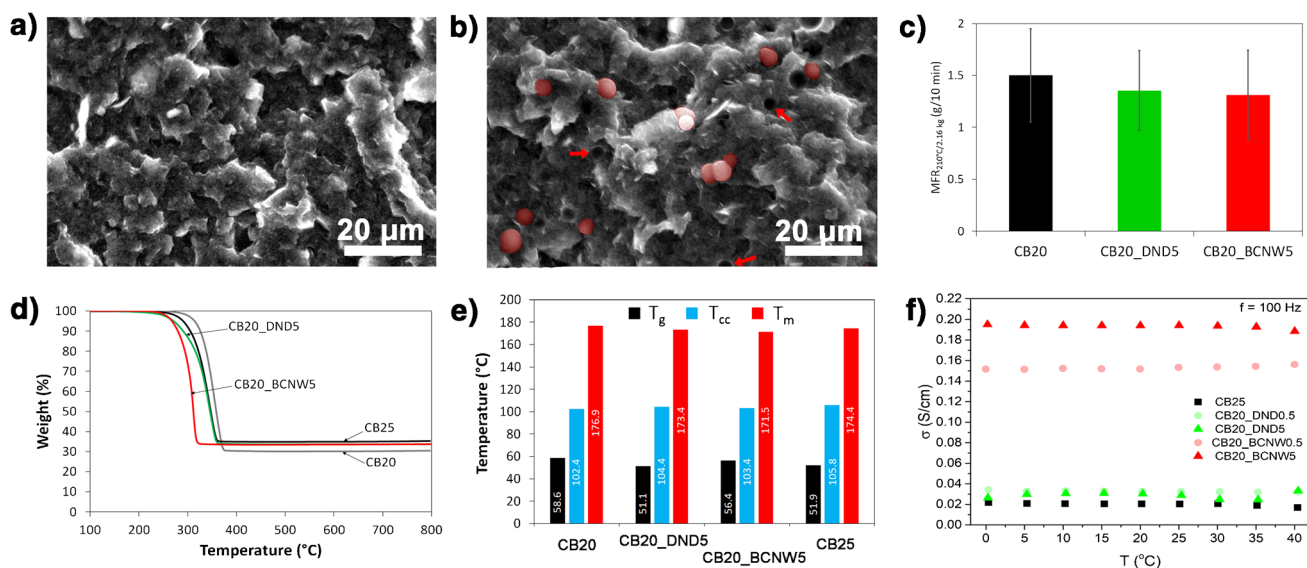 a)
20 µm
b)
20 µm
c)
2
1.5
1
0.5
0
MFR210°C/2.16 kg (g/10 min)
CB20
CB20_DND5
CB20_BCNW5
d)
100
90
80
70
60
50
40
30
20
10
0
Weight (%)
CB20_DND5
CB20_BCNW5
CB25
CB20
100
200
300
400
500
600
700
800
Temperature (°C)
e)
200
180
160
140
120
100
80
60
40
20
0
Temperature (°C)
Tg
Tcc
Tm
58.6
102.4
176.9
51.1
104.4
173.4
56.4
103.4
171.5
51.9
105.8
174.4
CB20
CB20_DND5
CB20_BCNW5
CB25
f)
f = 100 Hz
0.22
0.20
0.18
0.16
0.14
0.12
0.10
0.08
0.06
0.04
0.02
0.00
σ (S/cm)
CB25
CB20_DND0.5
CB20_DND5
CB20_BCNW0.5
CB20_BCNW5
0
5
10
15
20
25
30
35
40
T (°C)